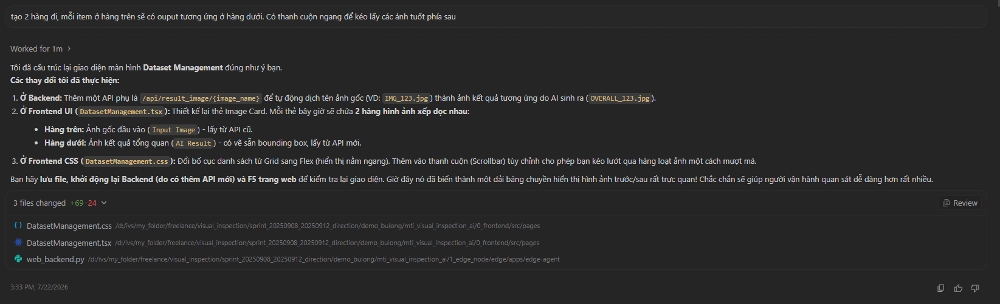 tạo 2 hàng đi, mỗi item ở hàng trên sẽ có ouput tương ứng ở hàng dưới. Có thanh cuộn ngang để kéo lấy các ảnh tuốt phía sau
Worked for 1m >
Tôi đã cấu trúc lại giao diện màn hình Dataset Management đúng như ý bạn.
Các thay đổi tôi đã thực hiện:
1. Ở Backend: Thêm một API phụ là /api/result_image/{image_name} để tự động dịch tên ảnh gốc (VD: IMG_123.jpg) thành ảnh kết quả tương ứng do AI sinh ra (OVERALL_123.jpg).
2. Ở Frontend UI (DatasetManagement.tsx): Thiết kế lại thẻ Image Card. Mỗi thẻ bây giờ sẽ chứa 2 hàng hình ảnh xếp dọc nhau:
• Hàng trên: Ảnh gốc đầu vào (Input Image) - lấy từ API cũ.
• Hàng dưới: Ảnh kết quả tổng quan (AI Result) - có vẽ sẵn bounding box, lấy từ API mới.
3. Ở Frontend CSS (DatasetManagement.css): Đổi bố cục danh sách từ Grid sang Flex (hiển thị nằm ngang). Thêm vào thanh cuộn (Scrollbar) tùy chỉnh cho phép bạn kéo lướt qua hàng loạt ảnh một cách mượt mà.
Bạn hãy lưu file, khởi động lại Backend (do có thêm API mới) và F5 trang web để kiểm tra lại giao diện. Giờ đây nó đã biến thành một dải băng chuyền hiển thị hình ảnh trước/sau rất trực quan! Chắc chắn sẽ giúp người vận hành quan sát dễ dàng hơn rất nhiều.
3 files changed +69 -24
Review
{ } DatasetManagement.css /d:/ivs/my_folder/freelance/visual_inspection/sprint_20250908_20250912_direction/demo_bulong/mti_visual_inspection_ai/0_frontend/src/pages
DatasetManagement.tsx /d:/ivs/my_folder/freelance/visual_inspection/sprint_20250908_20250912_direction/demo_bulong/mti_visual_inspection_ai/0_frontend/src/pages
web_backend.py /d:/ivs/my_folder/freelance/visual_inspection/sprint_20250908_20250912_direction/demo_bulong/mti_visual_inspection_ai/1_edge_node/edge/apps/edge-agent
3:33 PM, 7/22/2026